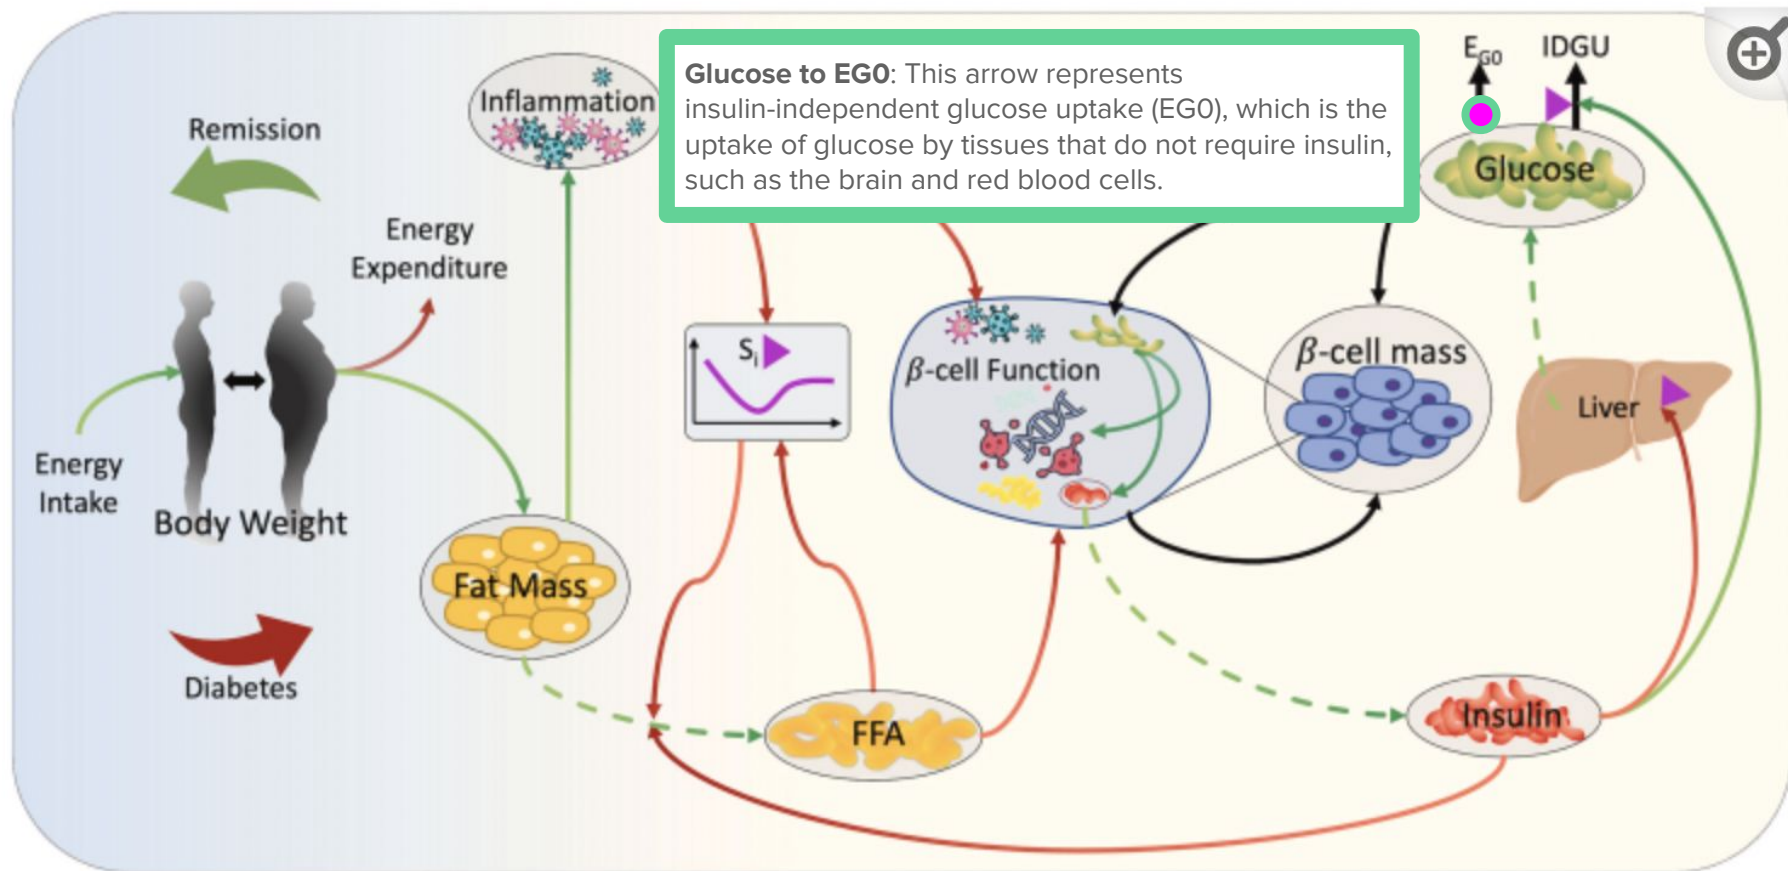 Glucose to EG0: This arrow represents
insulin-independent glucose uptake (EG0), which is the
uptake of glucose by tissues that do not require insulin,
such as the brain and red blood cells.
E_G0
IDGU
Inflammation
Remission
Glucose
Energy
Expenditure
S_i
β-cell Function
β-cell mass
Liver
Energy
Intake
Body Weight
Fat Mass
Diabetes
FFA
Insulin